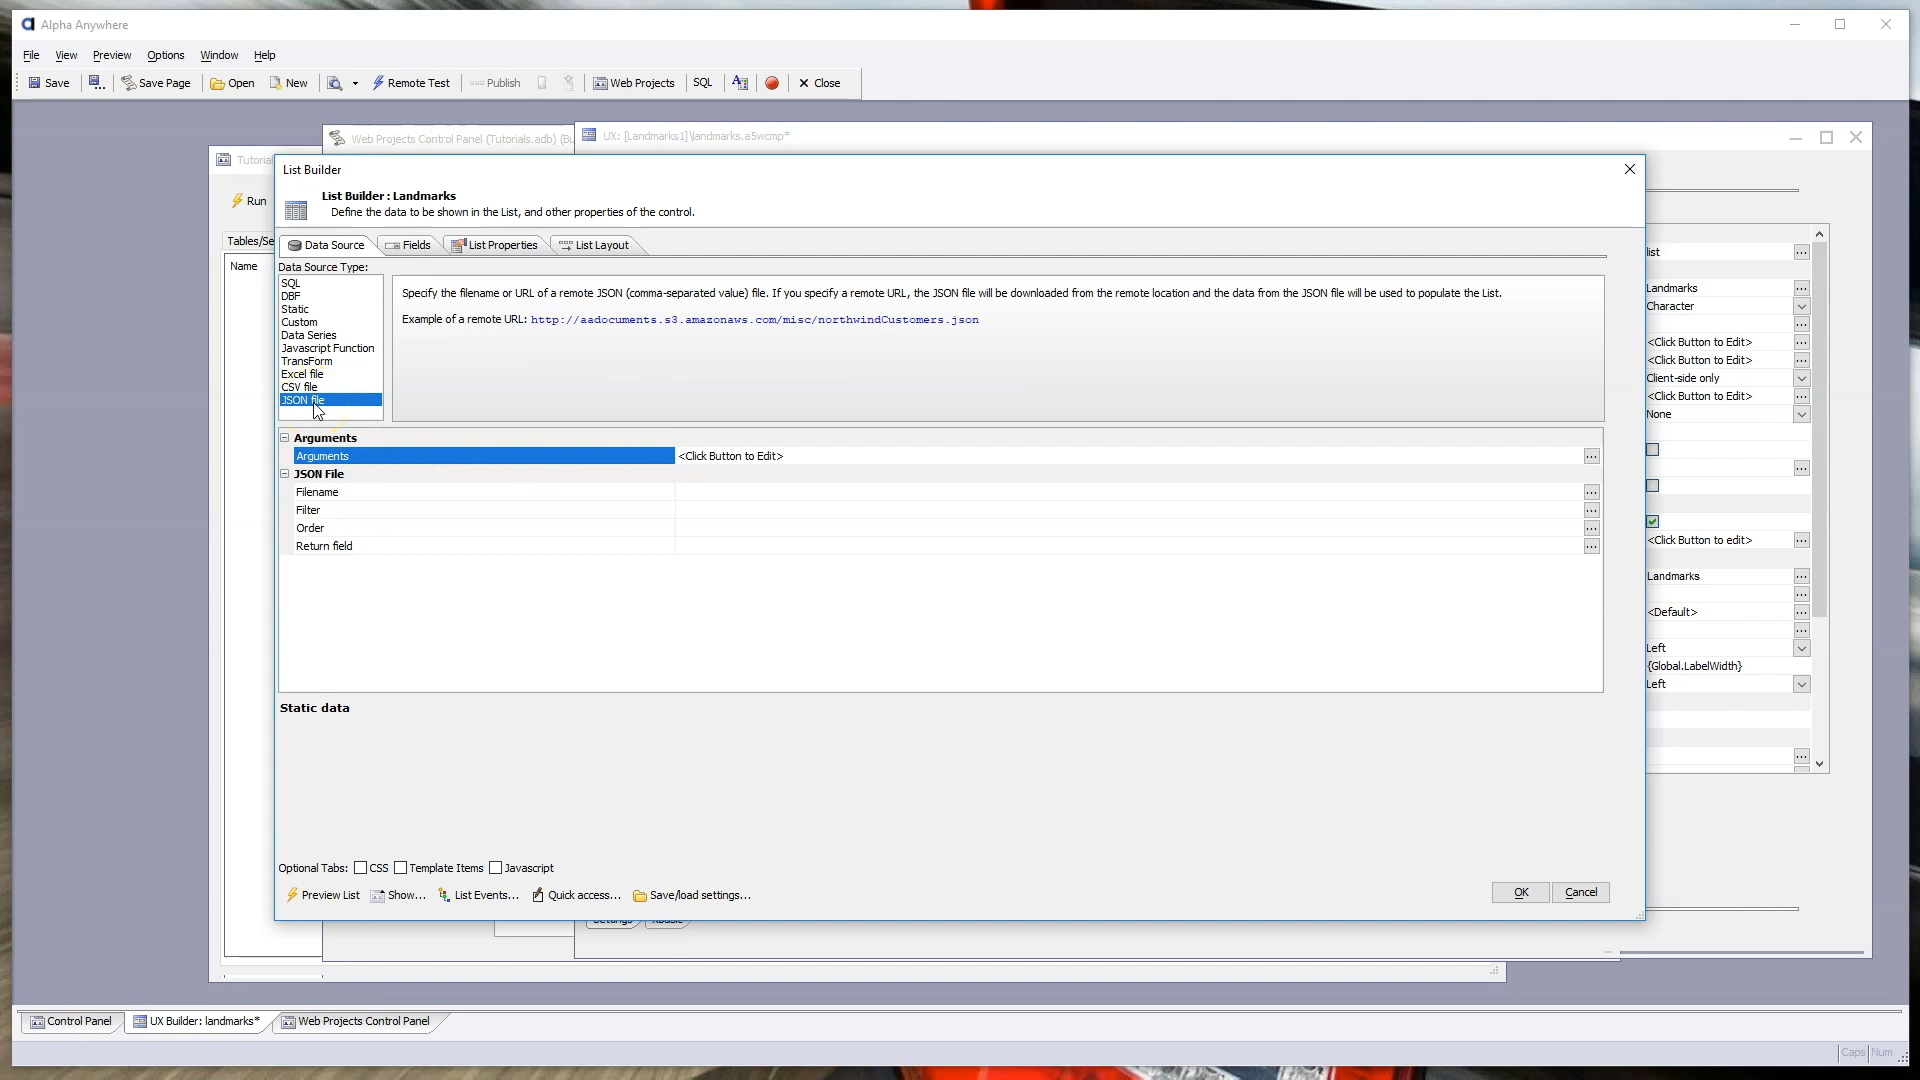 Alpha Anywhere
File View Preview Options Window Help
Save Save Page Open New Remote Test Publish Web Projects SQL Close
Web Projects Control Panel (Tutorials.adb) (Bu
UX: [Landmarks1]\landmarks.a5wcmp*
Tutoria
Run
Tables/Se
Name
List Builder
List Builder : Landmarks
Define the data to be shown in the List, and other properties of the control.
Data Source Fields List Properties List Layout
Data Source Type:
SQL
DBF
Static
Custom
Data Series
Javascript Function
TransForm
Excel file
CSV file
JSON file
Specify the filename or URL of a remote JSON (comma-separated value) file. If you specify a remote URL, the JSON file will be downloaded from the remote location and the data from the JSON file will be used to populate the List.
Example of a remote URL: http://aadocuments.s3.amazonaws.com/misc/northwindCustomers.json
Arguments
Arguments <Click Button to Edit>
JSON File
Filename
Filter
Order
Return field
Static data
Optional Tabs: CSS Template Items Javascript
Preview List Show... List Events... Quick access... Save/load settings...
OK Cancel
list
Landmarks
Character
<Click Button to Edit>
<Click Button to Edit>
Client-side only
<Click Button to Edit>
None
<Click Button to edit>
Landmarks
<Default>
Left
{Global.LabelWidth}
Left
Control Panel UX Builder: landmarks* Web Projects Control Panel
Caps Num